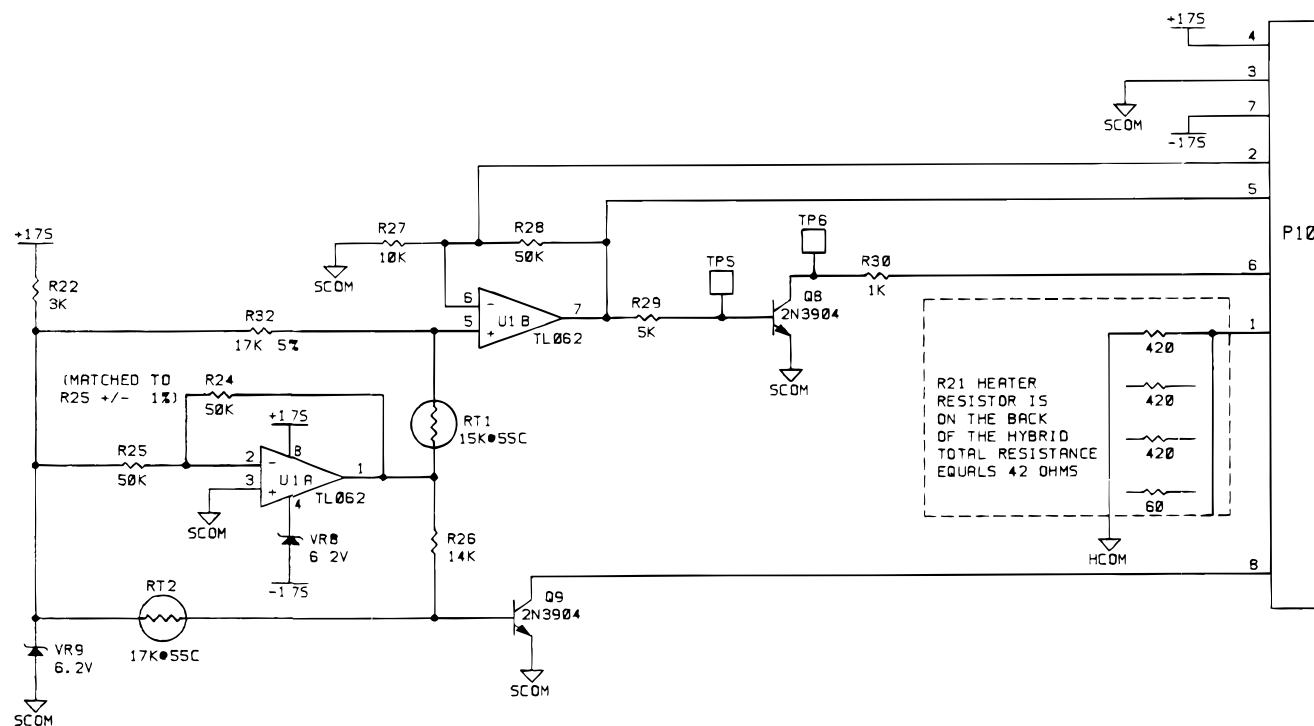 +17S
4
3
SCOM
7
-17S
2
5
P10
TP6
R27
10K
R28
50K
SCOM
+17S
R22
3K
TP5
R30
1K
6
6
-
5
+
U1B
7
TL062
R29
5K
Q8
2N3904
SCOM
R32
17K 5%
1
420
420
420
60
R21 HEATER
RESISTOR IS
ON THE BACK
OF THE HYBRID
TOTAL RESISTANCE
EQUALS 42 OHMS
HCOM
(MATCHED TO
R25 +/- 1%)
R24
50K
+17S
8
RT1
15K@55C
R25
50K
2
-
3
+
U1A
1
TL062
4
SCOM
VR8
6 2V
-17S
R26
14K
8
RT2
17K@55C
Q9
2N3904
SCOM
VR9
6.2V
SCOM